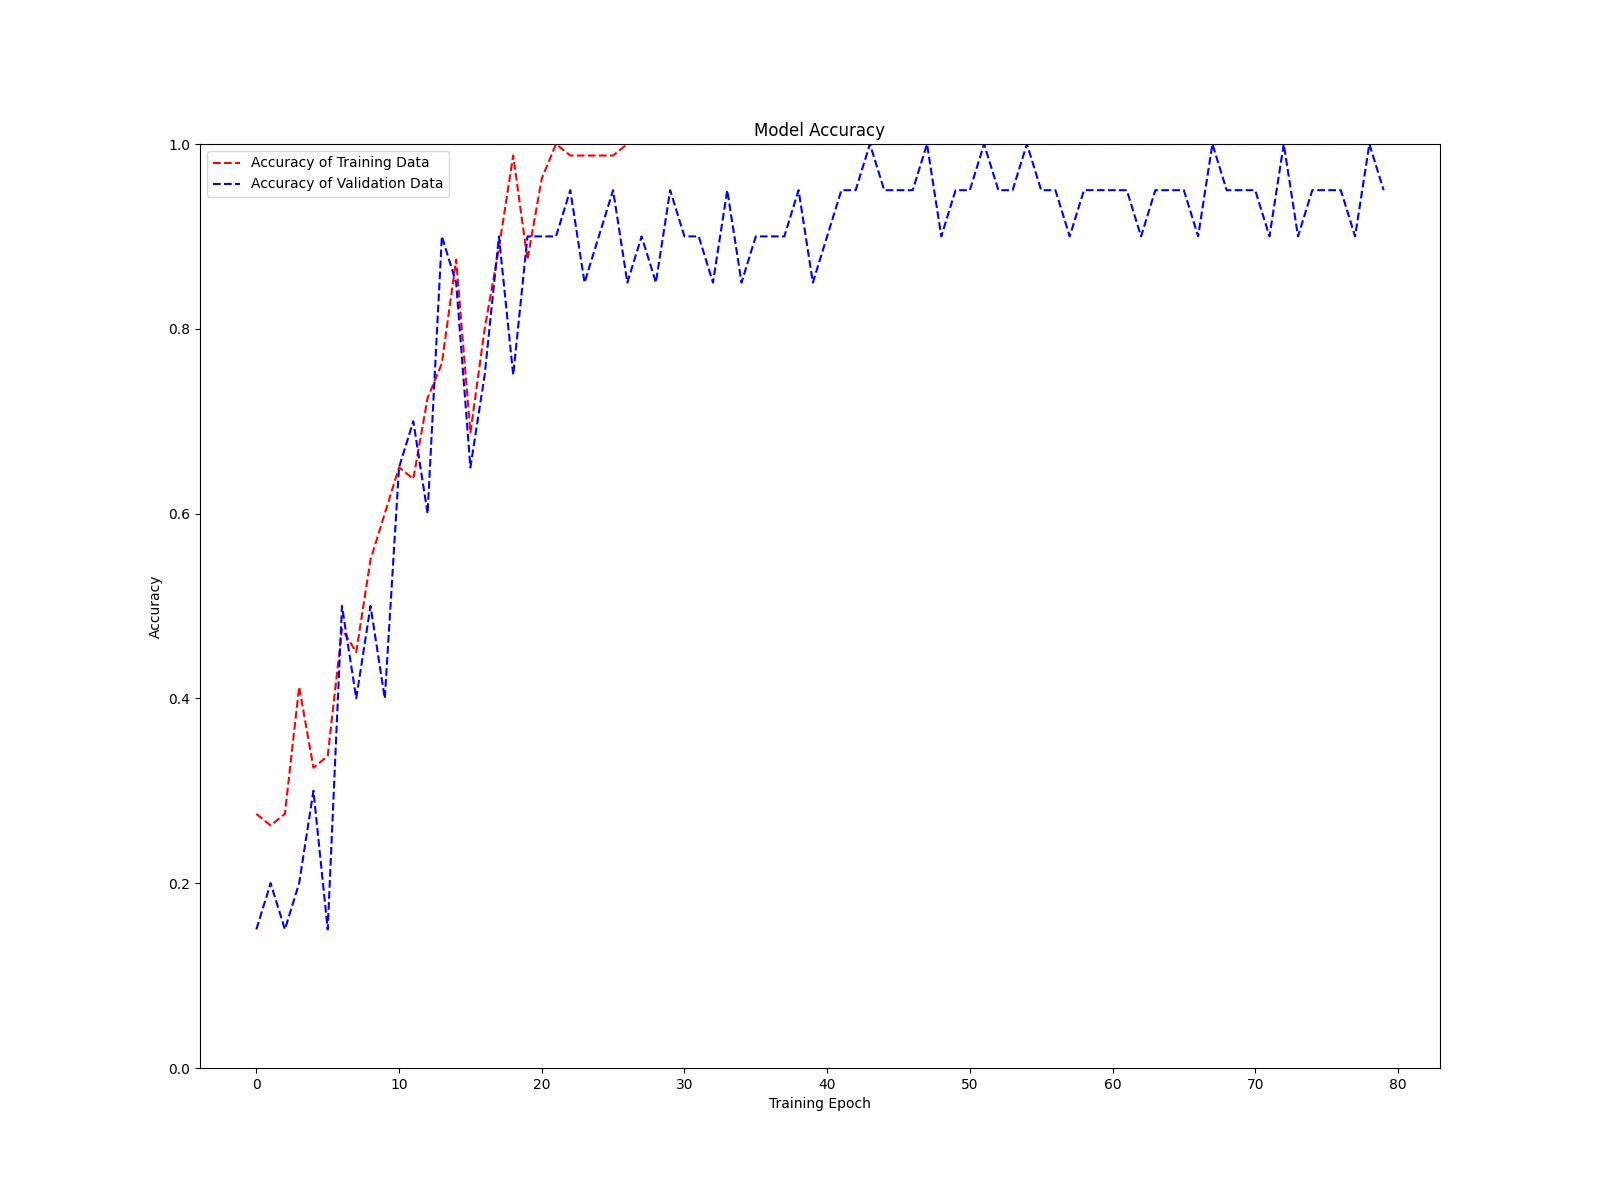 Model Accuracy
Accuracy of Training Data
Accuracy of Validation Data
1.0
0.8
0.6
0.4
0.2
0.0
Accuracy
0 10 20 30 40 50 60 70 80
Training Epoch